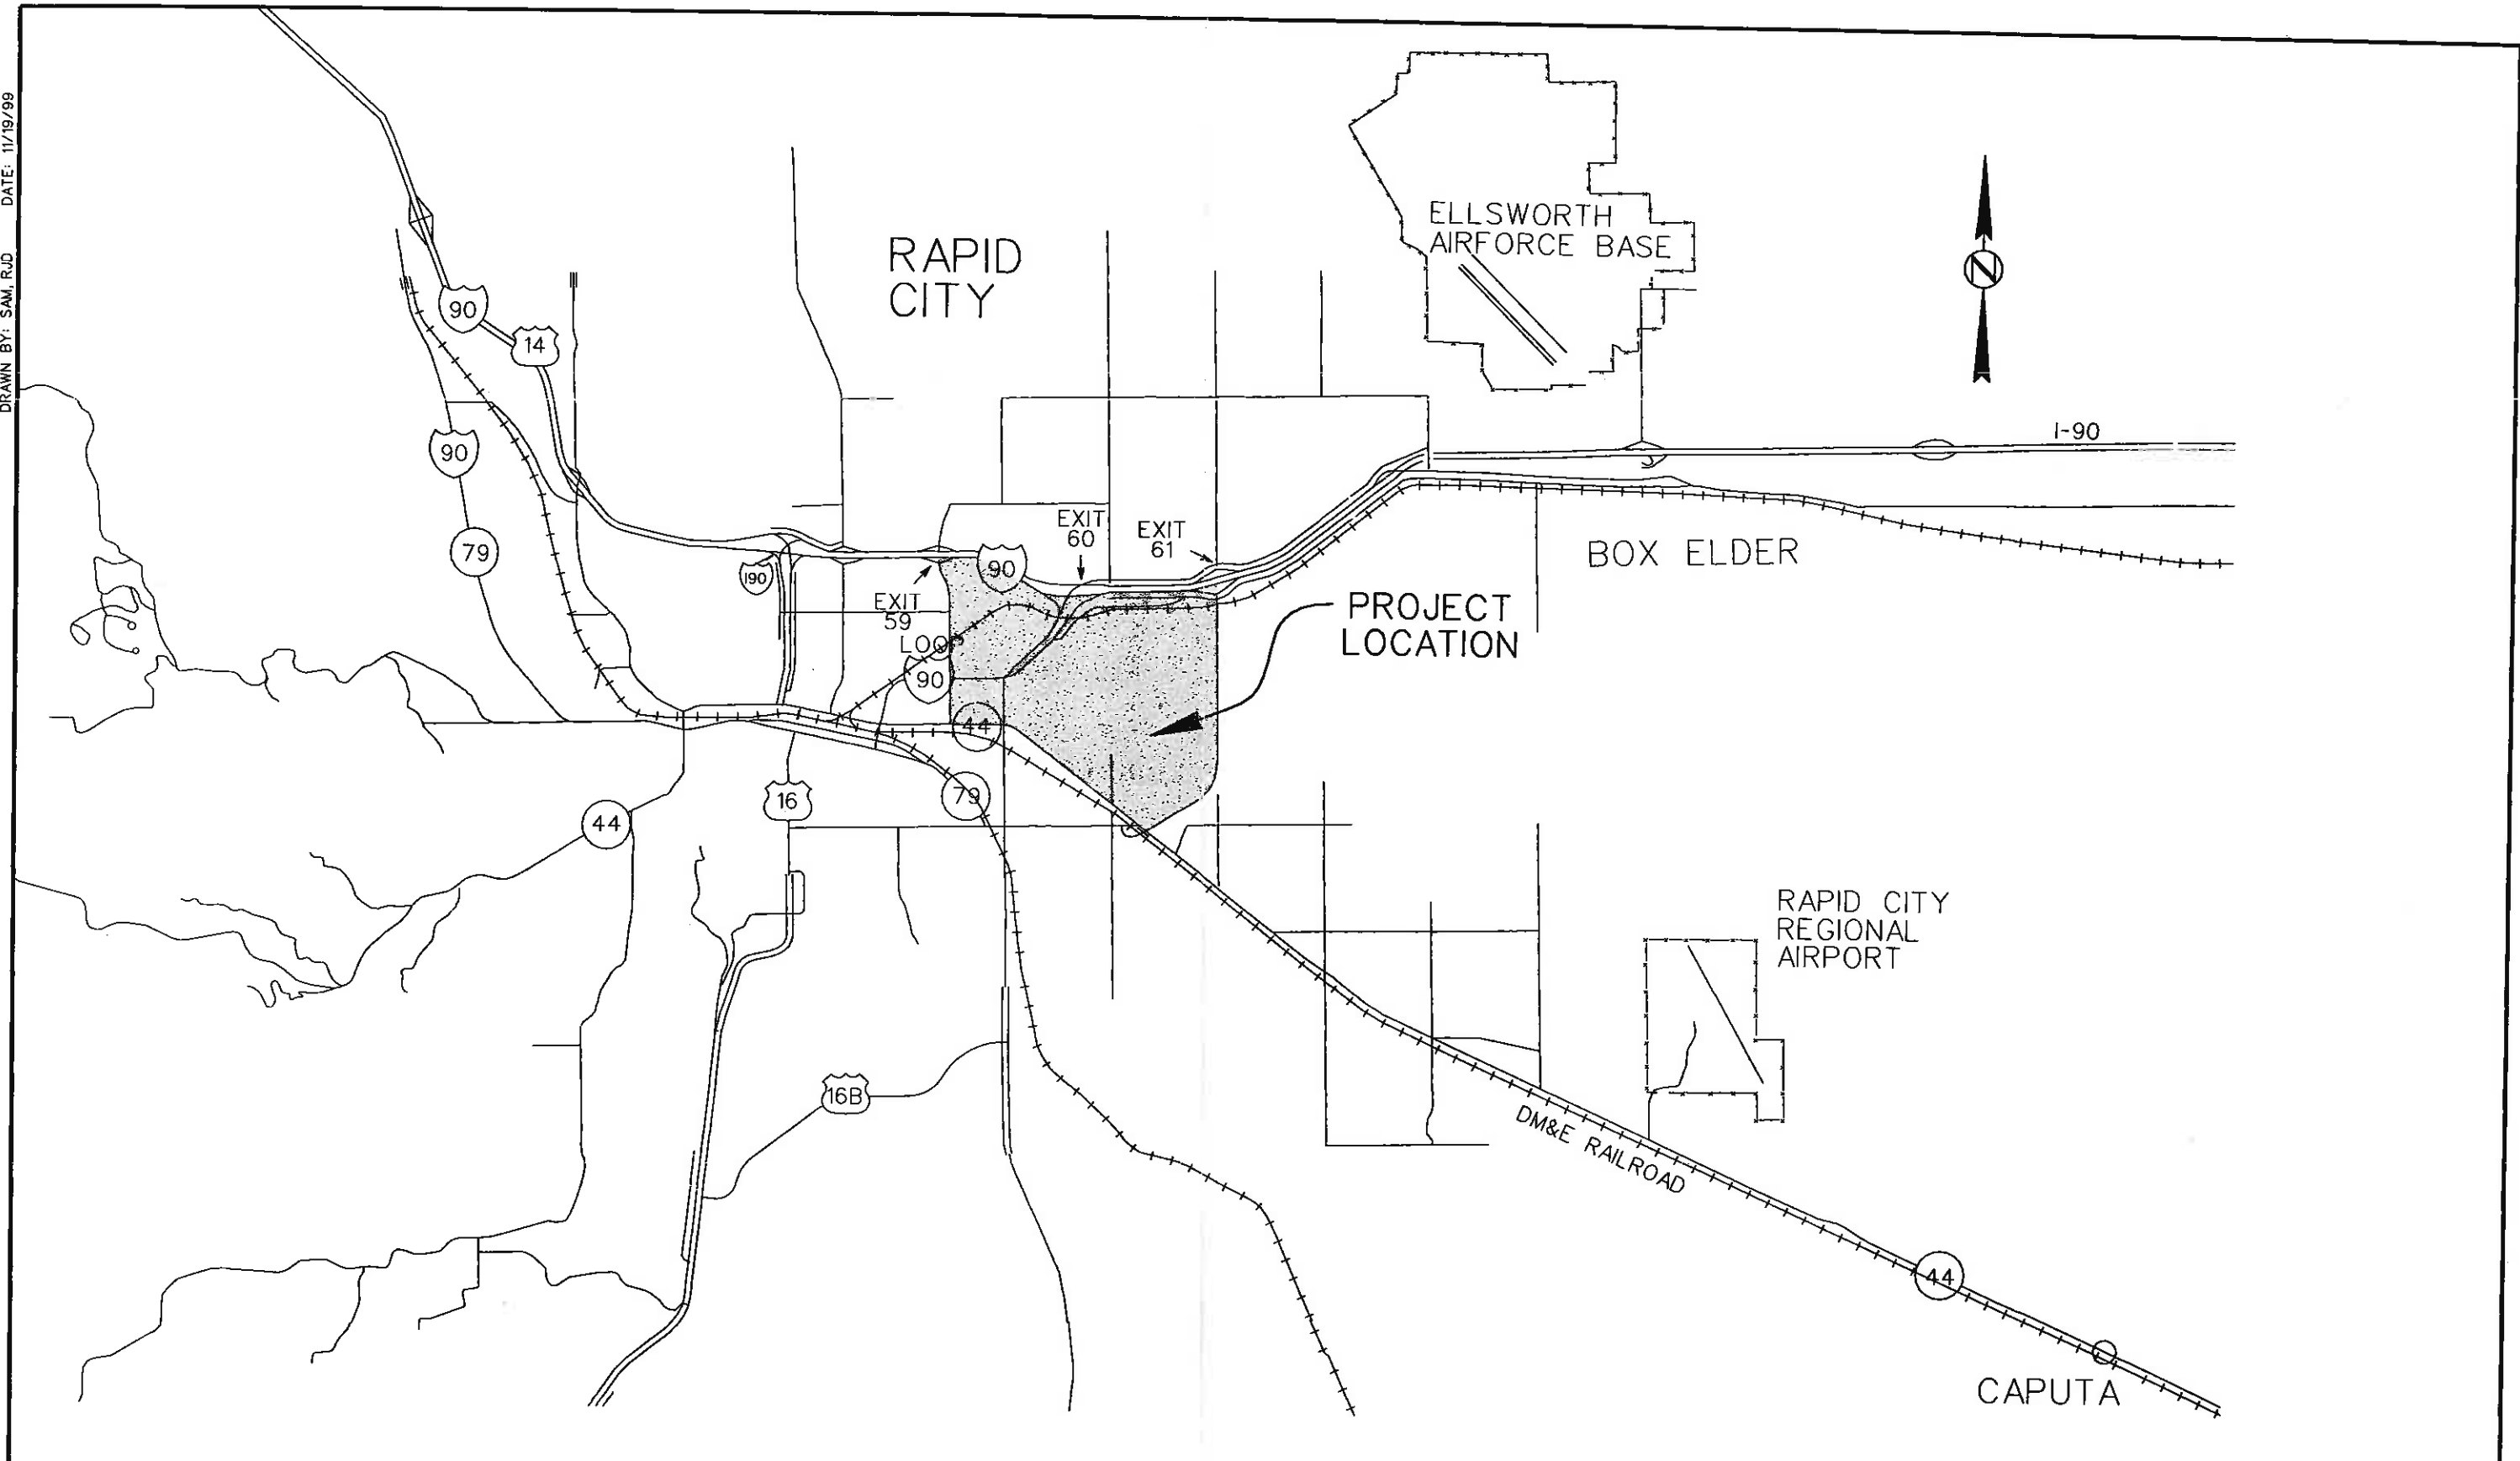 DRAWN BY: SAM, RJD DATE: 11/19/99
ELLSWORTH
AIRFORCE BASE
RAPID
CITY
N
90
14
90
I-90
EXIT
60
EXIT
61
79
190
90
BOX ELDER
EXIT
59
LOOP
90
PROJECT
LOCATION
44
16
79
44
RAPID CITY
REGIONAL
AIRPORT
16B
DM&E RAILROAD
44
CAPUTA